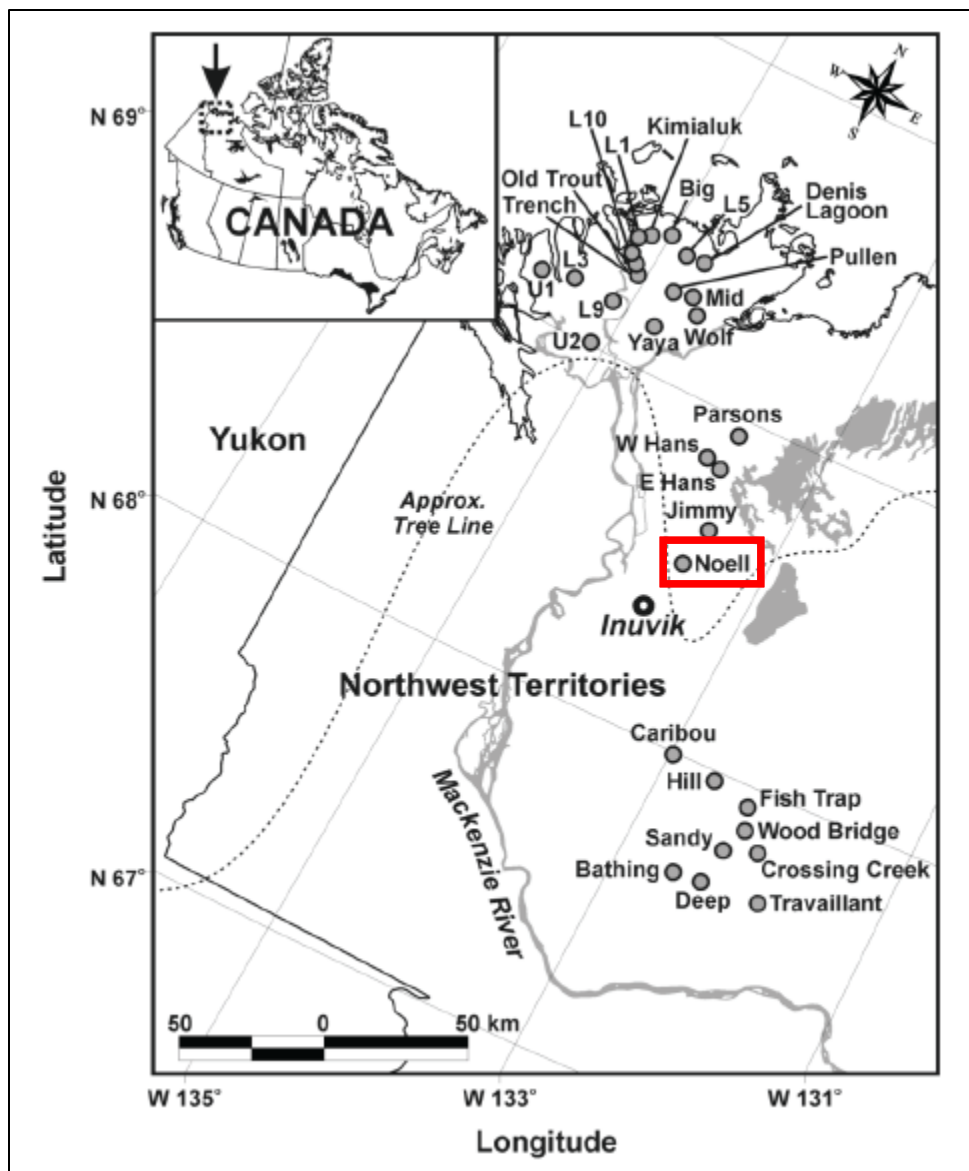 N 69°
N 68°
N 67°
Latitude
CANADA
N
W
E
S
L10
L1
Kimialuk
Old Trout
Trench
Big
L5
Denis
Lagoon
Pullen
U1
L3
L9
Mid
U2
Yaya
Wolf
Yukon
Parsons
W Hans
E Hans
Approx.
Tree Line
Jimmy
Noell
Inuvik
Northwest Territories
Caribou
Hill
Fish Trap
Wood Bridge
Sandy
Crossing Creek
Bathing
Deep
Travaillant
Mackenzie River
50 0 50 km
W 135°
W 133°
W 131°
Longitude